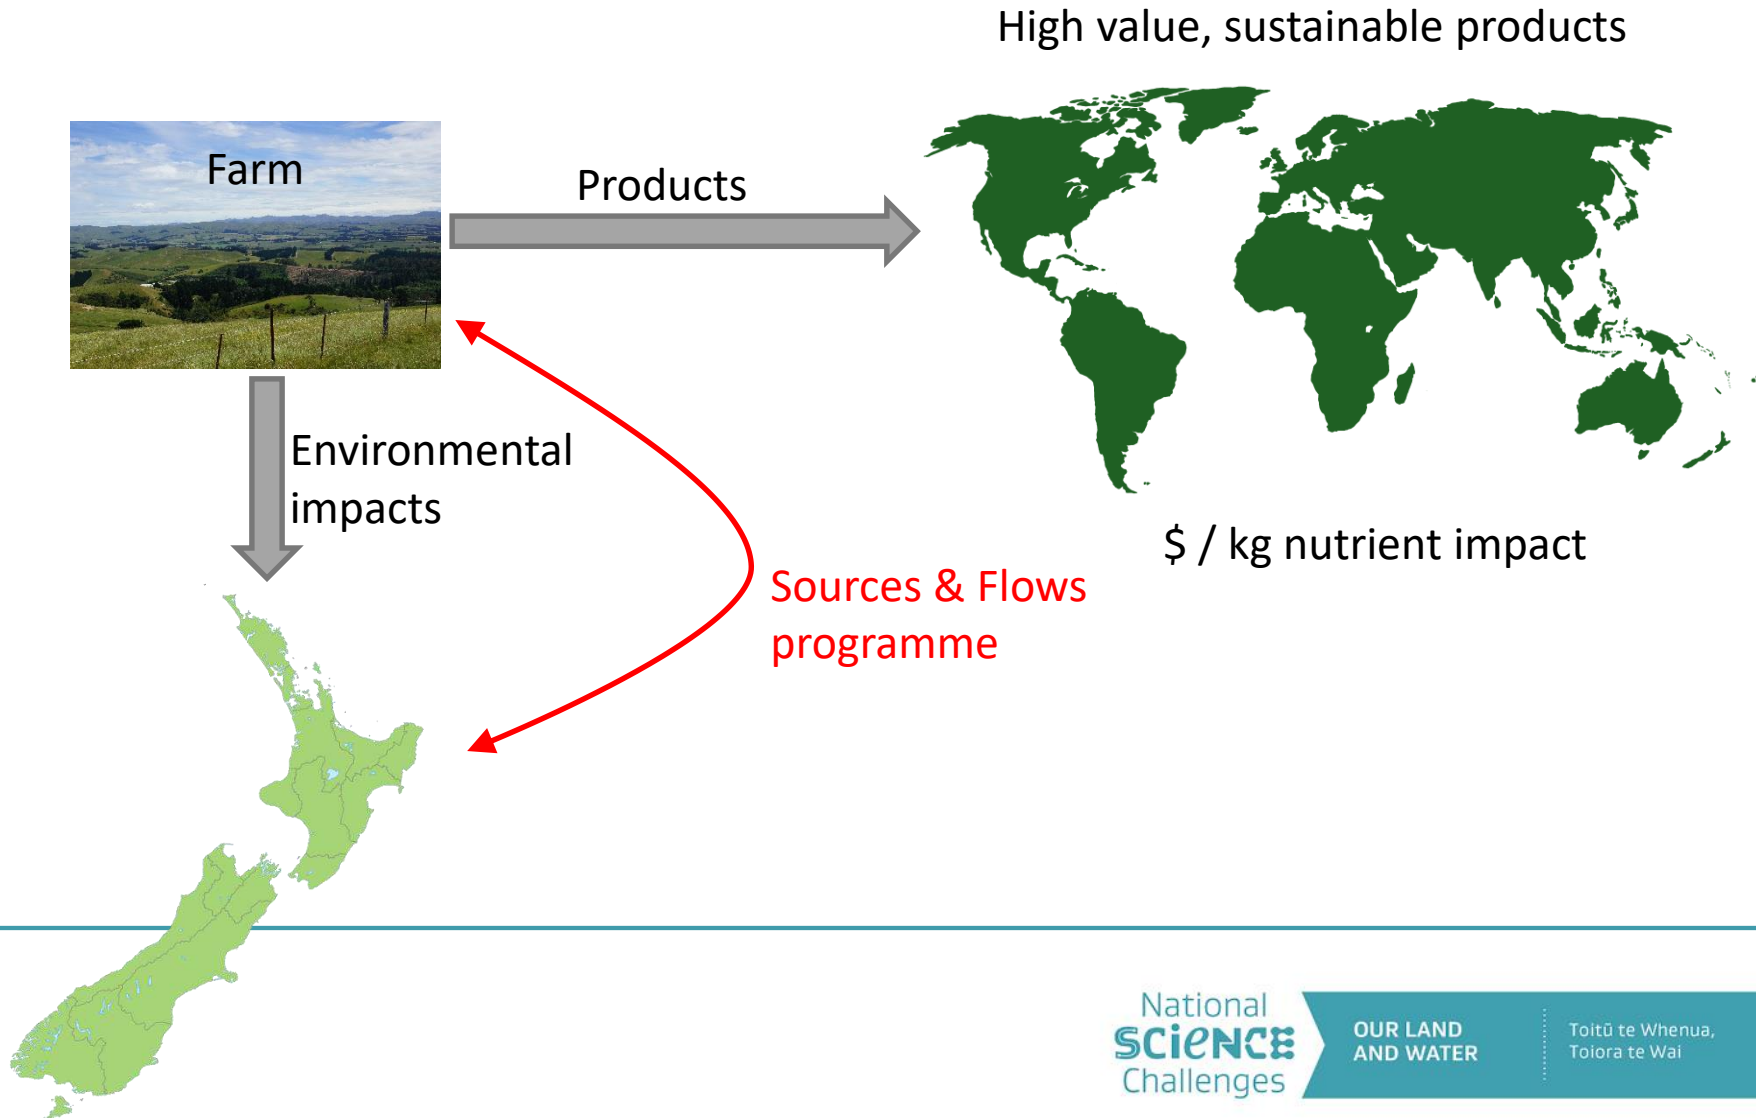 High value, sustainable products
Farm
Products
Environmental
impacts
$ / kg nutrient impact
Sources & Flows
programme
National
SCIENCE
Challenges
OUR LAND
AND WATER
Toitū te Whenua,
Toiora te Wai